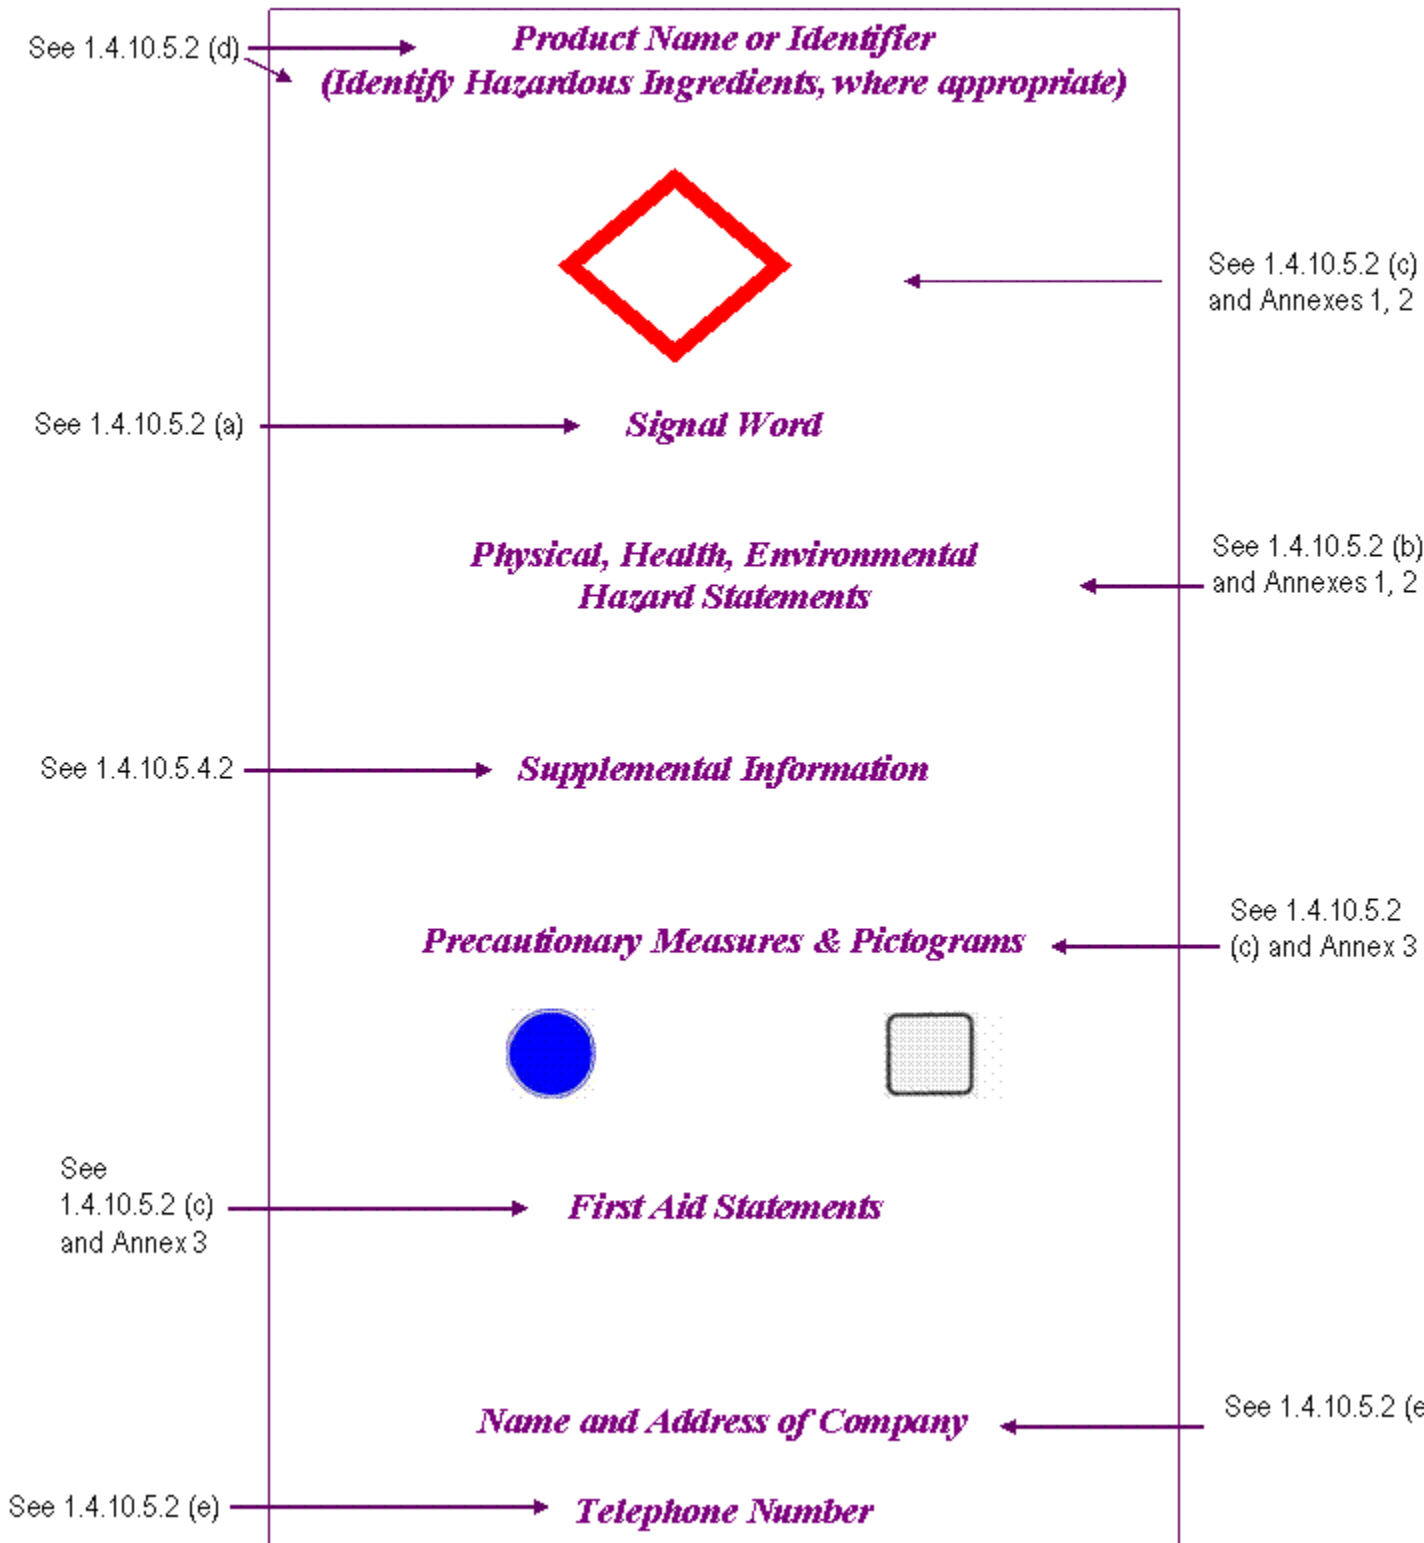 See 1.4.10.5.2 (d)
Product Name or Identifier
(Identify Hazardous Ingredients, where appropriate)
See 1.4.10.5.2 (c)
and Annexes 1, 2
See 1.4.10.5.2 (a)
Signal Word
Physical, Health, Environmental
Hazard Statements
See 1.4.10.5.2 (b)
and Annexes 1, 2
See 1.4.10.5.4.2
Supplemental Information
Precautionary Measures & Pictograms
See 1.4.10.5.2
(c) and Annex 3
See
1.4.10.5.2 (c)
and Annex 3
First Aid Statements
Name and Address of Company
See 1.4.10.5.2 (e
See 1.4.10.5.2 (e)
Telephone Number